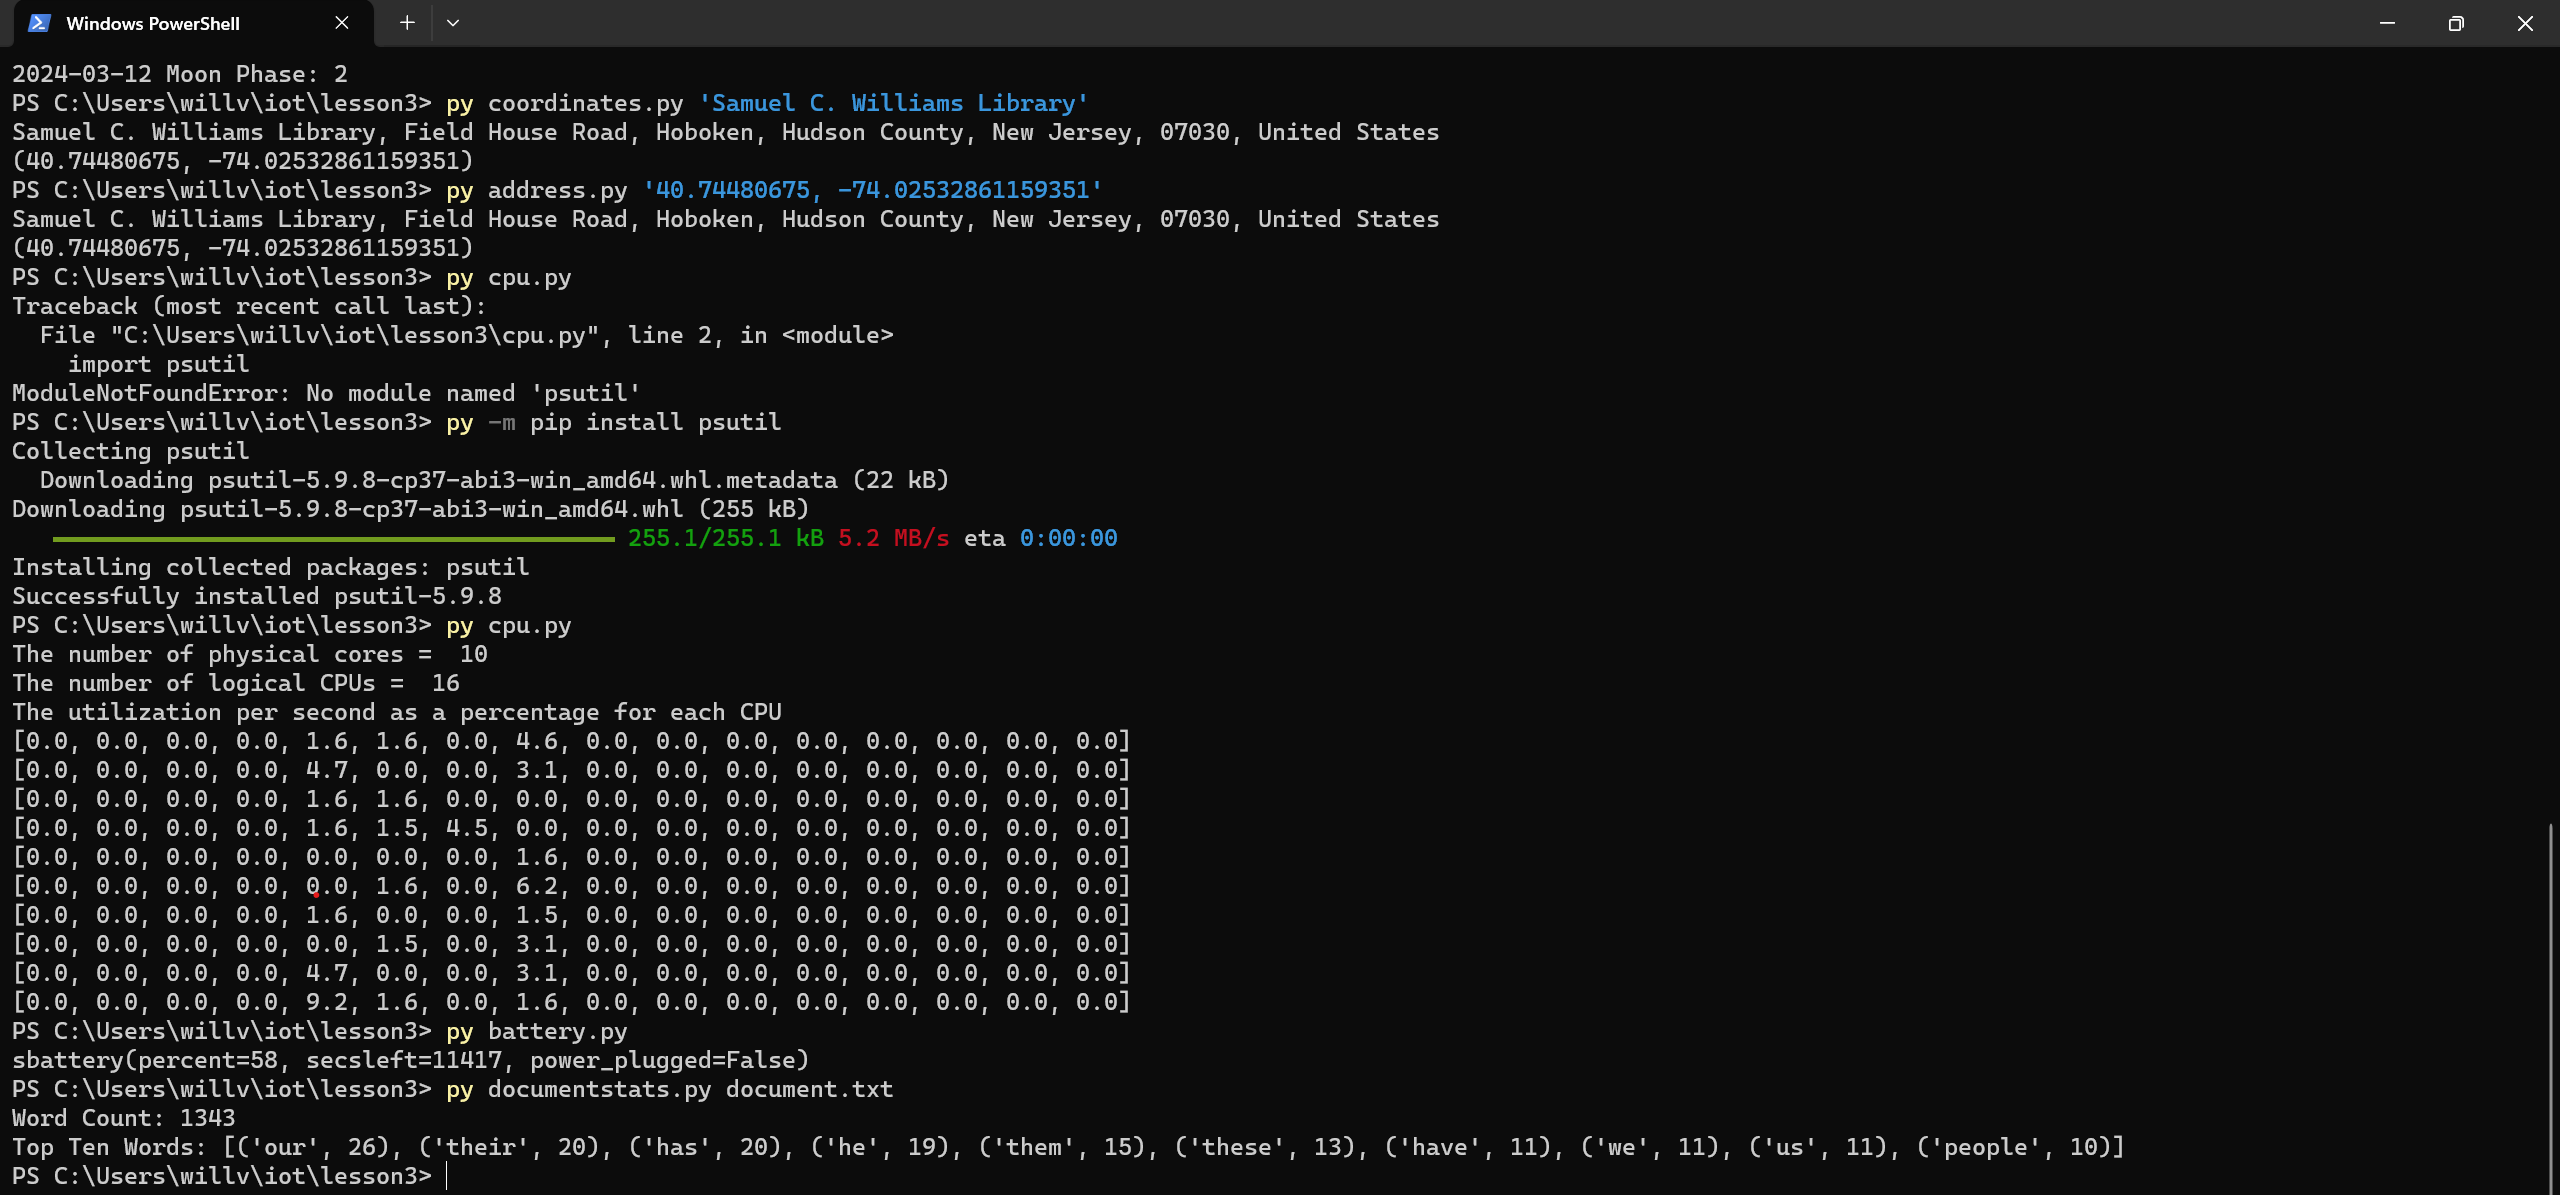 Windows PowerShell
2024-03-12 Moon Phase: 2
PS C:\Users\willv\iot\lesson3> py coordinates.py 'Samuel C. Williams Library'
Samuel C. Williams Library, Field House Road, Hoboken, Hudson County, New Jersey, 07030, United States
(40.74480675, -74.02532861159351)
PS C:\Users\willv\iot\lesson3> py address.py '40.74480675, -74.02532861159351'
Samuel C. Williams Library, Field House Road, Hoboken, Hudson County, New Jersey, 07030, United States
(40.74480675, -74.02532861159351)
PS C:\Users\willv\iot\lesson3> py cpu.py
Traceback (most recent call last):
  File "C:\Users\willv\iot\lesson3\cpu.py", line 2, in <module>
    import psutil
ModuleNotFoundError: No module named 'psutil'
PS C:\Users\willv\iot\lesson3> py -m pip install psutil
Collecting psutil
  Downloading psutil-5.9.8-cp37-abi3-win_amd64.whl.metadata (22 kB)
Downloading psutil-5.9.8-cp37-abi3-win_amd64.whl (255 kB)
255.1/255.1 kB 5.2 MB/s eta 0:00:00
Installing collected packages: psutil
Successfully installed psutil-5.9.8
PS C:\Users\willv\iot\lesson3> py cpu.py
The number of physical cores =  10
The number of logical CPUs =  16
The utilization per second as a percentage for each CPU
[0.0, 0.0, 0.0, 0.0, 1.6, 1.6, 0.0, 4.6, 0.0, 0.0, 0.0, 0.0, 0.0, 0.0, 0.0, 0.0]
[0.0, 0.0, 0.0, 0.0, 4.7, 0.0, 0.0, 3.1, 0.0, 0.0, 0.0, 0.0, 0.0, 0.0, 0.0, 0.0]
[0.0, 0.0, 0.0, 0.0, 1.6, 1.6, 0.0, 0.0, 0.0, 0.0, 0.0, 0.0, 0.0, 0.0, 0.0, 0.0]
[0.0, 0.0, 0.0, 0.0, 1.6, 1.5, 4.5, 0.0, 0.0, 0.0, 0.0, 0.0, 0.0, 0.0, 0.0, 0.0]
[0.0, 0.0, 0.0, 0.0, 0.0, 0.0, 0.0, 1.6, 0.0, 0.0, 0.0, 0.0, 0.0, 0.0, 0.0, 0.0]
[0.0, 0.0, 0.0, 0.0, 0.0, 1.6, 0.0, 6.2, 0.0, 0.0, 0.0, 0.0, 0.0, 0.0, 0.0, 0.0]
[0.0, 0.0, 0.0, 0.0, 1.6, 0.0, 0.0, 1.5, 0.0, 0.0, 0.0, 0.0, 0.0, 0.0, 0.0, 0.0]
[0.0, 0.0, 0.0, 0.0, 0.0, 1.5, 0.0, 3.1, 0.0, 0.0, 0.0, 0.0, 0.0, 0.0, 0.0, 0.0]
[0.0, 0.0, 0.0, 0.0, 4.7, 0.0, 0.0, 3.1, 0.0, 0.0, 0.0, 0.0, 0.0, 0.0, 0.0, 0.0]
[0.0, 0.0, 0.0, 0.0, 9.2, 1.6, 0.0, 1.6, 0.0, 0.0, 0.0, 0.0, 0.0, 0.0, 0.0, 0.0]
PS C:\Users\willv\iot\lesson3> py battery.py
sbattery(percent=58, secsleft=11417, power_plugged=False)
PS C:\Users\willv\iot\lesson3> py documentstats.py document.txt
Word Count: 1343
Top Ten Words: [('our', 26), ('their', 20), ('has', 20), ('he', 19), ('them', 15), ('these', 13), ('have', 11), ('we', 11), ('us', 11), ('people', 10)]
PS C:\Users\willv\iot\lesson3>